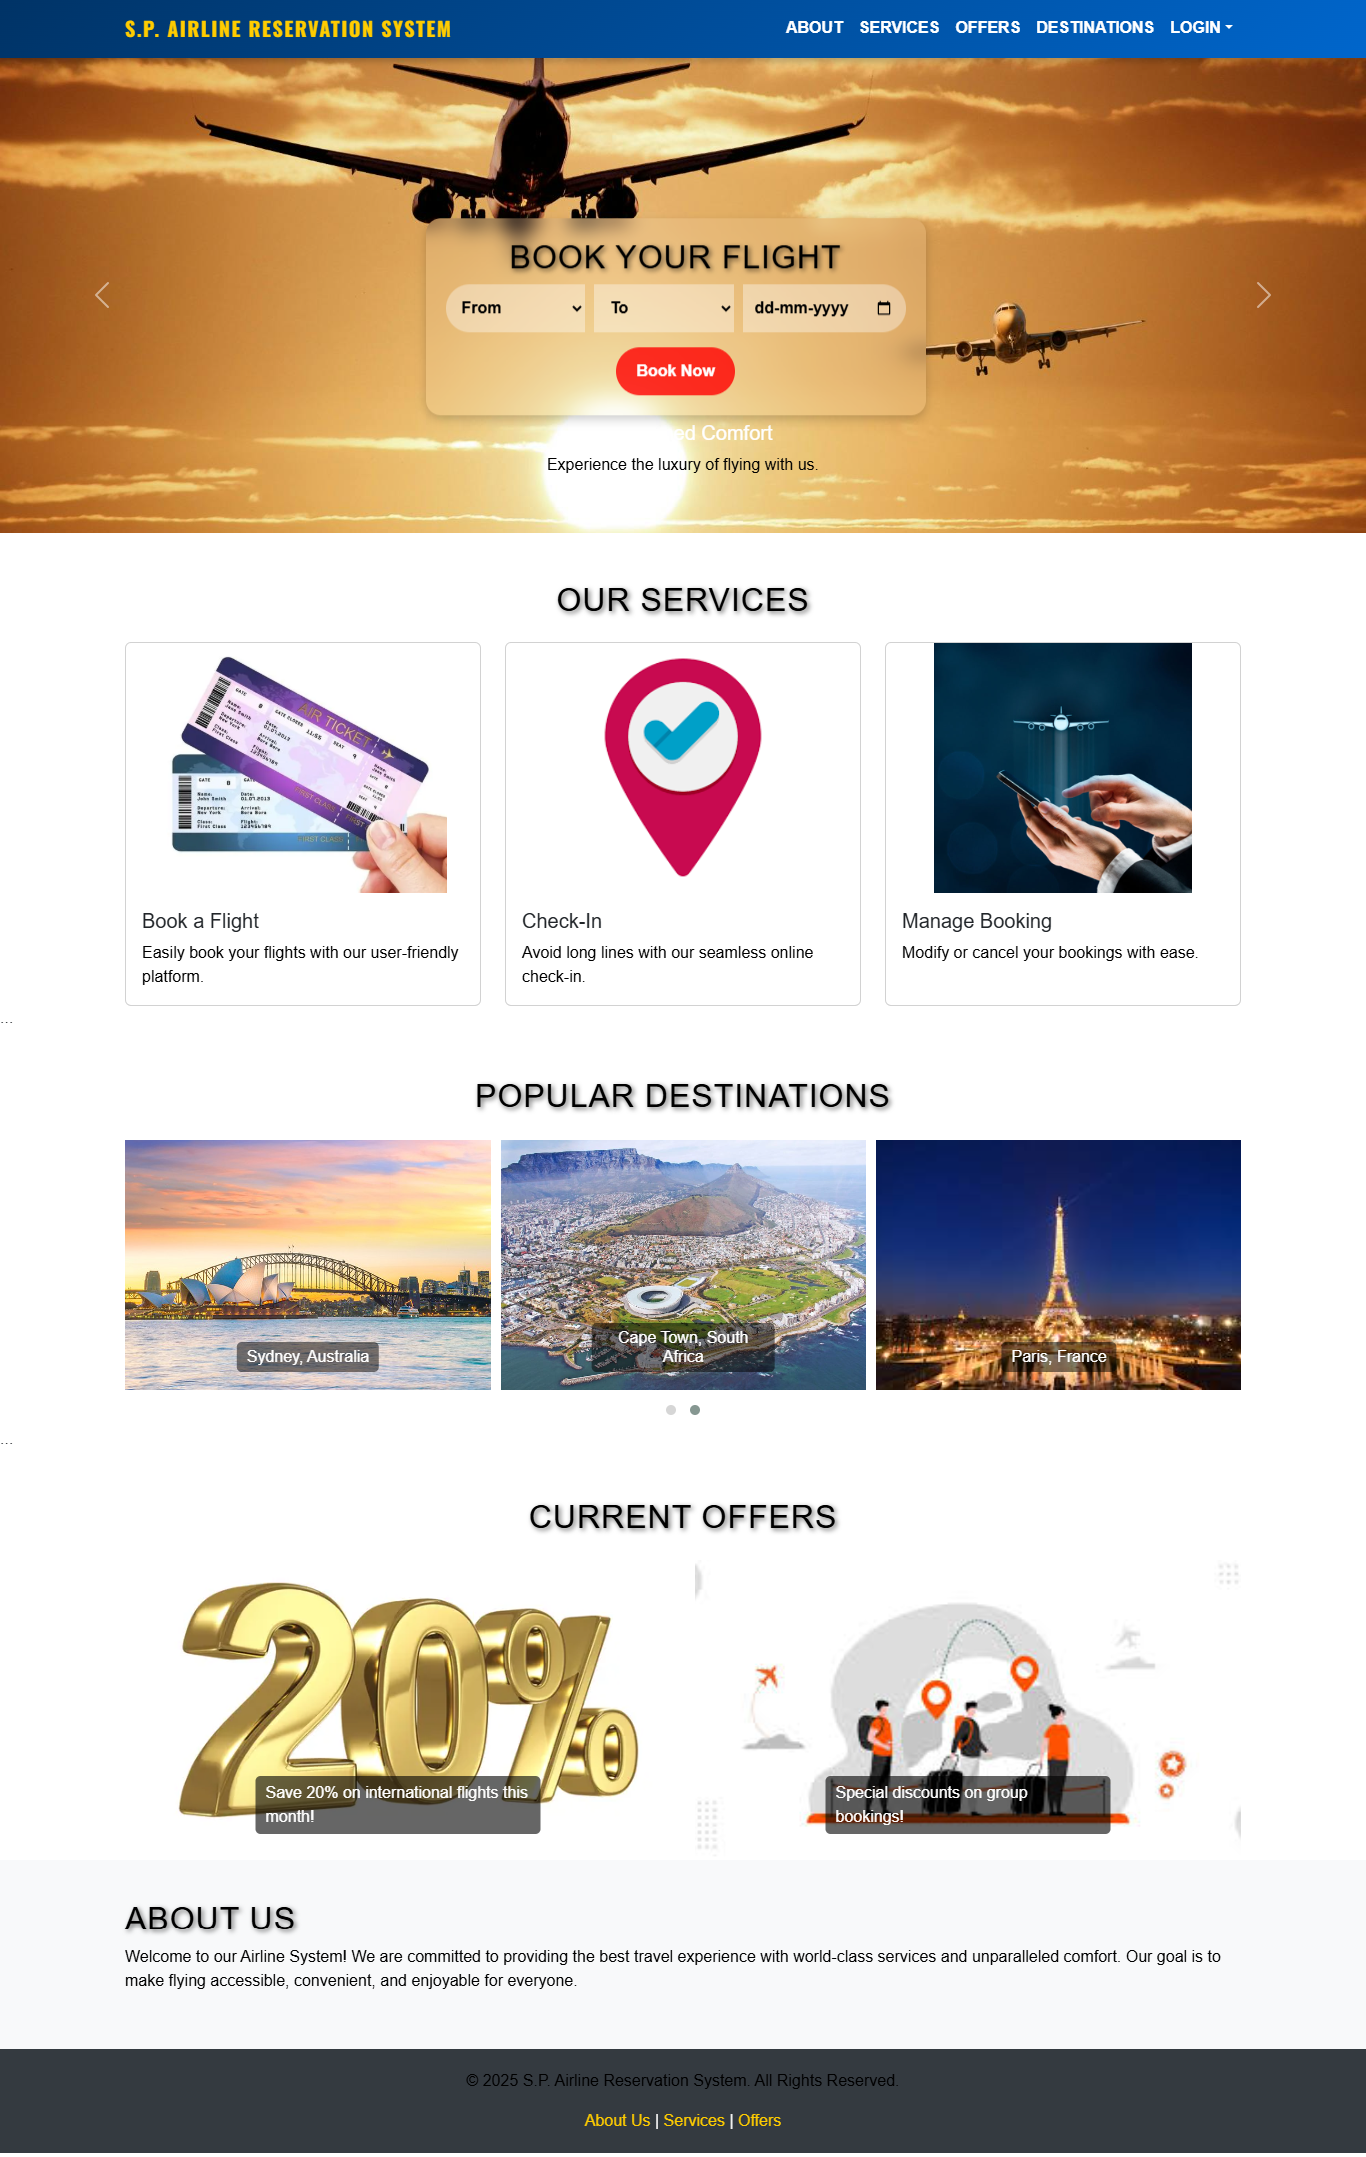 S.P. AIRLINE RESERVATION SYSTEM
ABOUT SERVICES OFFERS DESTINATIONS LOGIN
BOOK YOUR FLIGHT
From To dd-mm-yyyy
Book Now
ed Comfort
Experience the luxury of flying with us.
OUR SERVICES
AIR TICKET
FIRST CLASS
Book a Flight
Easily book your flights with our user-friendly
platform.
Check-In
Avoid long lines with our seamless online
check-in.
Manage Booking
Modify or cancel your bookings with ease.
...
POPULAR DESTINATIONS
Sydney, Australia
Cape Town, South
Africa
Paris, France
...
CURRENT OFFERS
20%
Save 20% on international flights this
month!
Special discounts on group
bookings!
ABOUT US
Welcome to our Airline System! We are committed to providing the best travel experience with world-class services and unparalleled comfort. Our goal is to
make flying accessible, convenient, and enjoyable for everyone.
© 2025 S.P. Airline Reservation System. All Rights Reserved.
About Us | Services | Offers